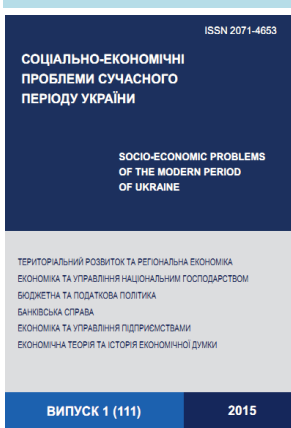 ISSN 2071-4653
СОЦІАЛЬНО-ЕКОНОМІЧНІ
ПРОБЛЕМИ СУЧАСНОГО
ПЕРІОДУ УКРАЇНИ
SOCIO-ECONOMIC PROBLEMS
OF THE MODERN PERIOD
OF UKRAINE
ТЕРИТОРІАЛЬНИЙ РОЗВИТОК ТА РЕГІОНАЛЬНА ЕКОНОМІКА
ЕКОНОМІКА ТА УПРАВЛІННЯ НАЦІОНАЛЬНИМ ГОСПОДАРСТВОМ
БЮДЖЕТНА ТА ПОДАТКОВА ПОЛІТИКА
БАНКІВСЬКА СПРАВА
ЕКОНОМІКА ТА УПРАВЛІННЯ ПІДПРИЄМСТВАМИ
ЕКОНОМІЧНА ТЕОРІЯ ТА ІСТОРІЯ ЕКОНОМІЧНОЇ ДУМКИ
ВИПУСК 1 (111) 2015